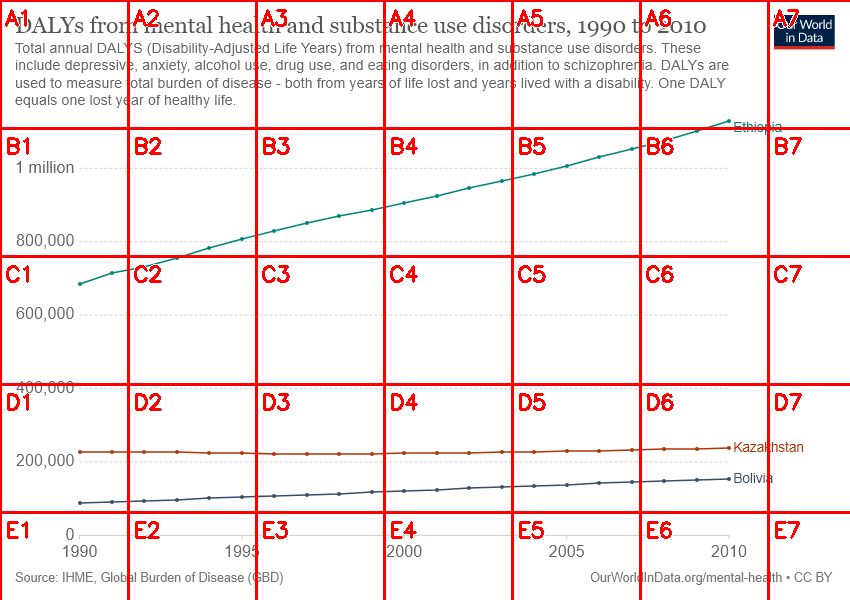 DALYs from mental health and substance use disorders, 1990 to 2010
Our World
in Data
Total annual DALYS (Disability-Adjusted Life Years) from mental health and substance use disorders. These
include depressive, anxiety, alcohol use, drug use, and eating disorders, in addition to schizophrenia. DALYs are
used to measure total burden of disease - both from years of life lost and years lived with a disability. One DALY
equals one lost year of healthy life.
A1 A2 A3 A4 A5 A6 A7
Ethiopia
B1 B2 B3 B4 B5 B6 B7
1 million
800,000
C1 C2 C3 C4 C5 C6 C7
600,000
400,000
D1 D2 D3 D4 D5 D6 D7
Kazakhstan
200,000
Bolivia
E1 E2 E3 E4 E5 E6 E7
0
1990 1995 2000 2005 2010
Source: IHME, Global Burden of Disease (GBD)
OurWorldInData.org/mental-health • CC BY